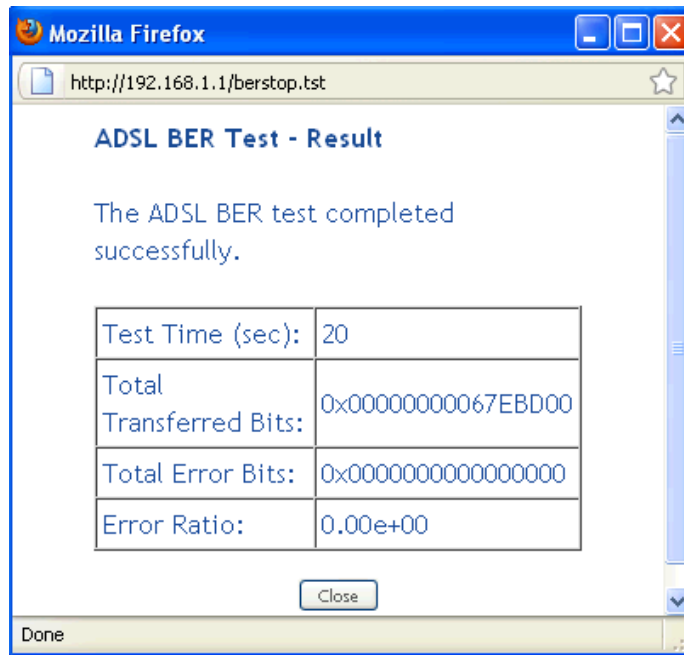 Mozilla Firefox
http://192.168.1.1/berstop.tst
ADSL BER Test - Result
The ADSL BER test completed
successfully.
Test Time (sec): 20
Total
Transferred Bits: 0x00000000067EBD00
Total Error Bits: 0x0000000000000000
Error Ratio: 0.00e+00
Close
Done